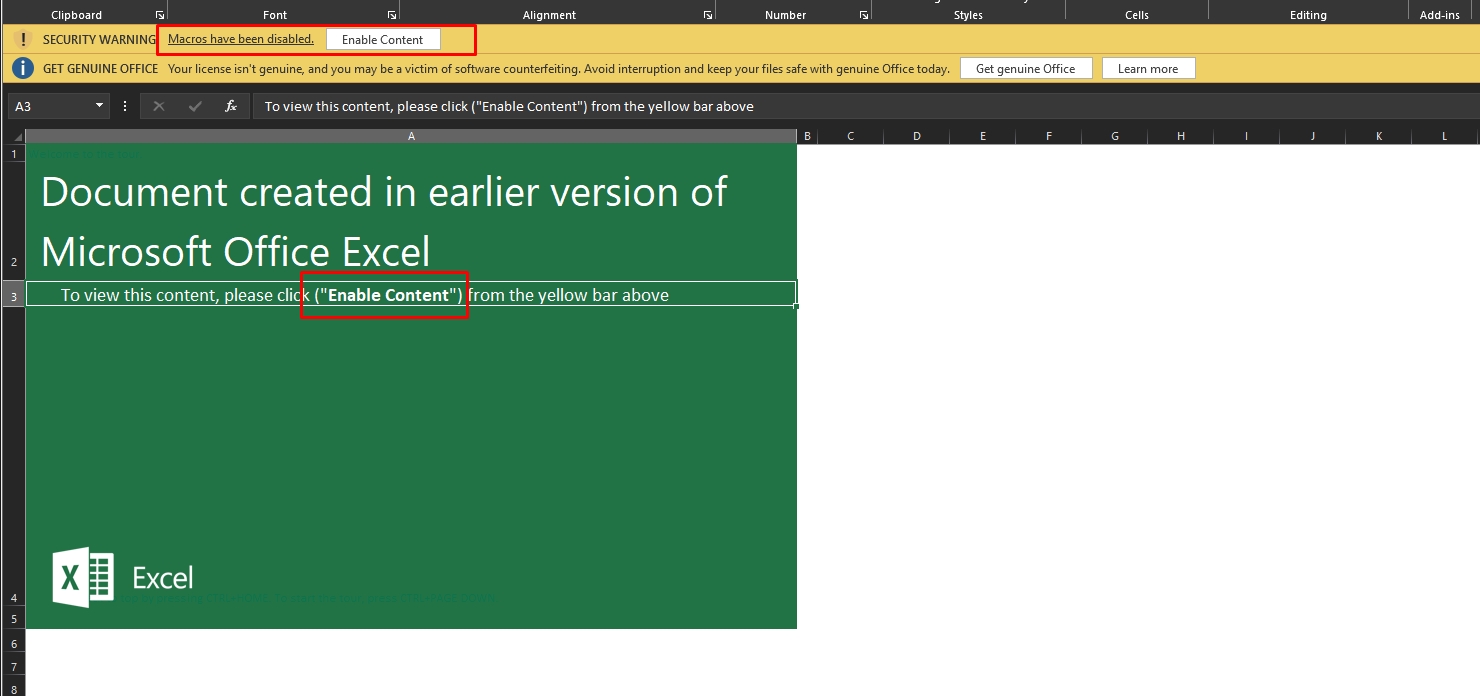 Clipboard Font Alignment Number Styles Cells Editing Add-ins
! SECURITY WARNING Macros have been disabled. Enable Content
i GET GENUINE OFFICE Your license isn't genuine, and you may be a victim of software counterfeiting. Avoid interruption and keep your files safe with genuine Office today. Get genuine Office Learn more
A3 fx To view this content, please click ("Enable Content") from the yellow bar above
A B C D E F G H I J K L
1
Document created in earlier version of
2 Microsoft Office Excel
3 To view this content, please click ("Enable Content") from the yellow bar above
X Excel
4
5
6
7
8